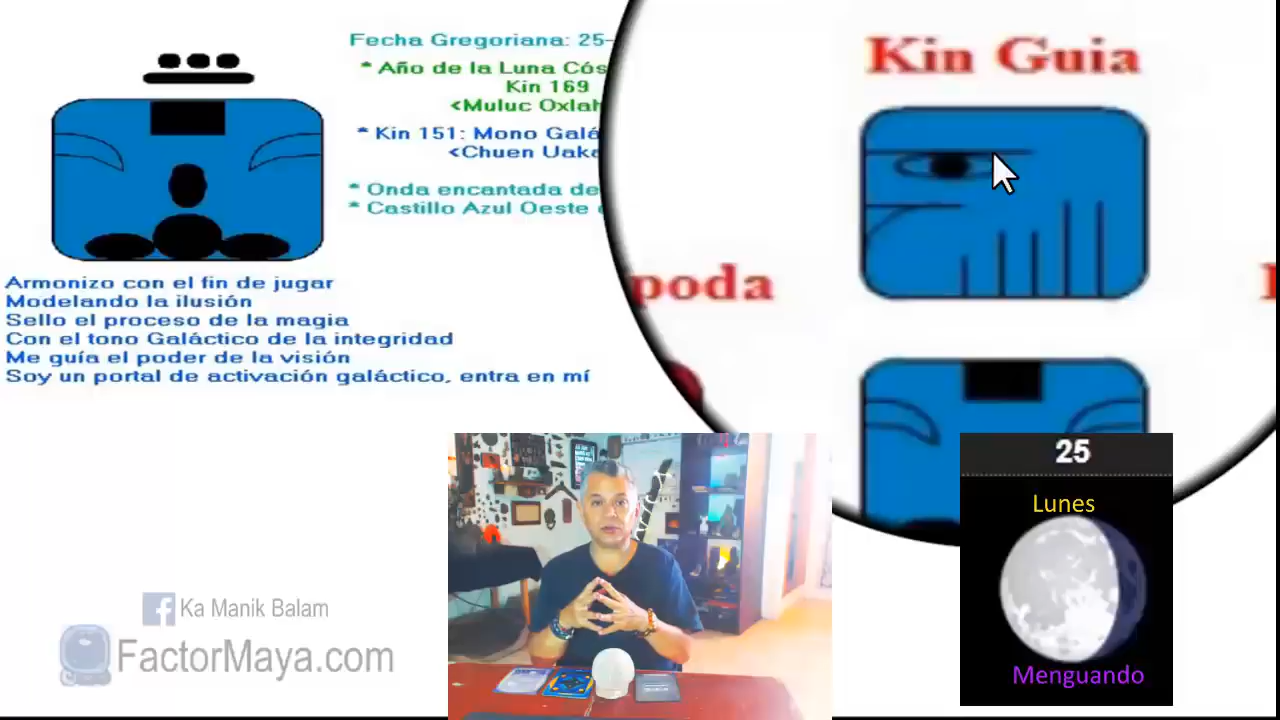 Fecha Gregoriana: 25-
* Año de la Luna Cós
Kin 169
<Muluc Oxlah
* Kin 151: Mono Galá
<Chuen Uaka
* Onda encantada de
* Castillo Azul Oeste
Armonizo con el fin de jugar
Modelando la ilusión
Sello el proceso de la magia
Con el tono Galáctico de la integridad
Me guía el poder de la visión
Soy un portal de activación galáctico, entra en mí
Kin Guia
poda
25
Lunes
Menguando
Ka Manik Balam
FactorMaya.com